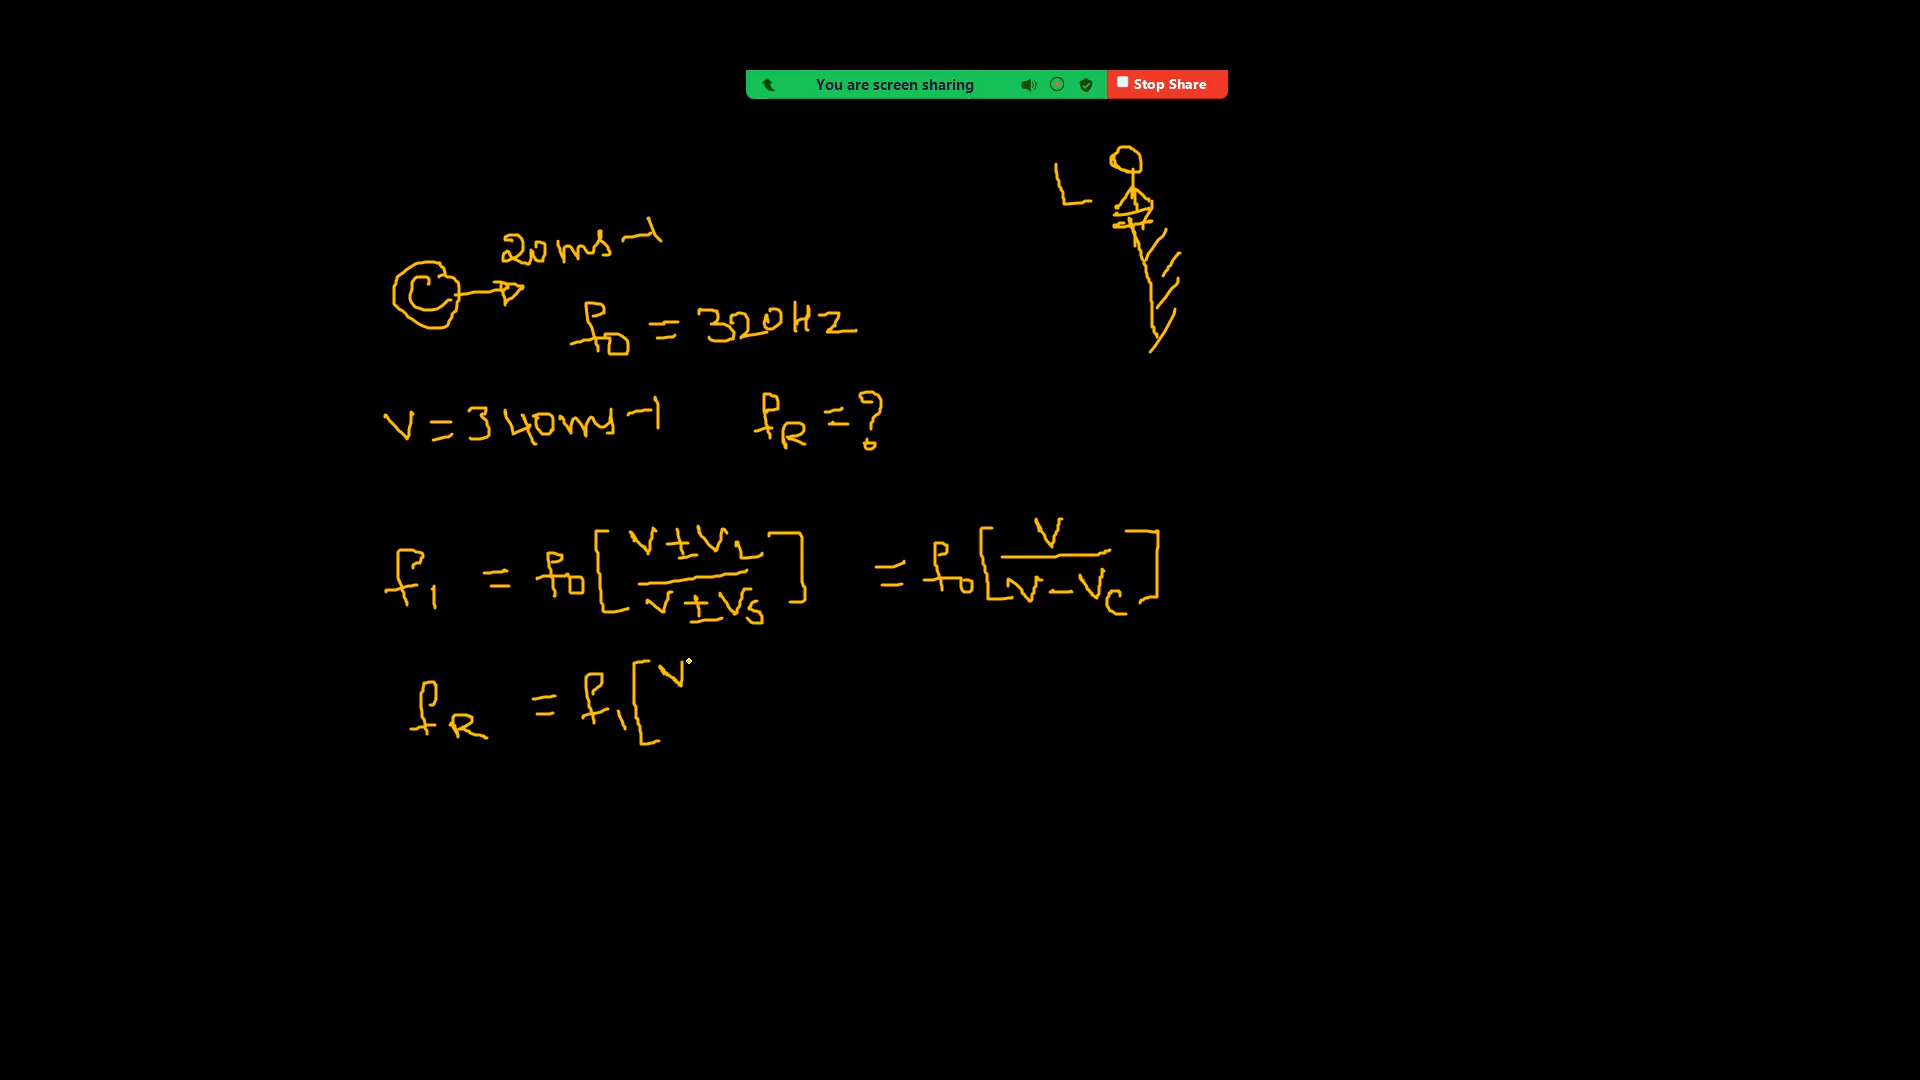 You are screen sharing Stop Share
L
20ms⁻¹
C
f₀ = 320Hz
V = 340ms⁻¹ f_R = ?
f₁ = f₀[(V ± V_L)/(V ± V_S)] = f₀[V/(V - V_C)]
f_R = f₁[V